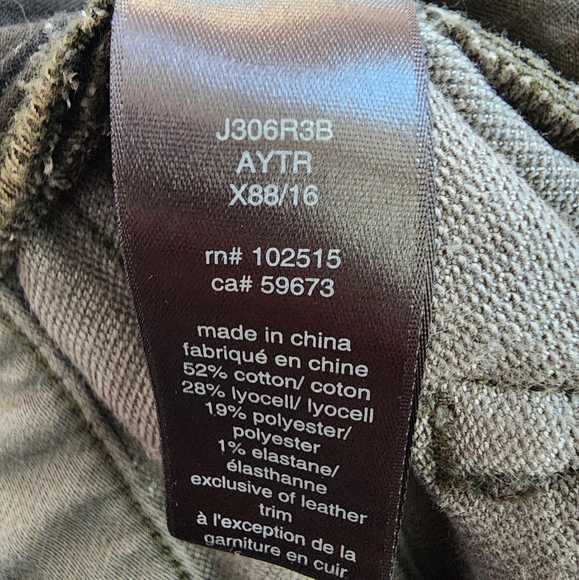 J306R3B
AYTR
X88/16
rn# 102515
ca# 59673
made in china
fabriqué en chine
52% cotton/ coton
28% lyocell/ lyocell
19% polyester/
polyester
1% elastane/
élasthanne
exclusive of leather
trim
à l'exception de la
garniture en cuir